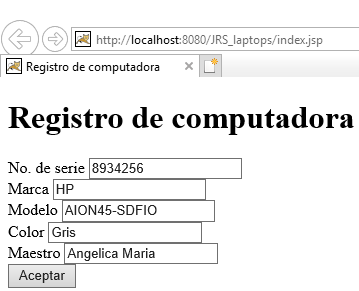 http://localhost:8080/JRS_laptops/index.jsp
Registro de computadora
Registro de computadora
No. de serie 8934256
Marca HP
Modelo AION45-SDFIO
Color Gris
Maestro Angelica Maria
Aceptar